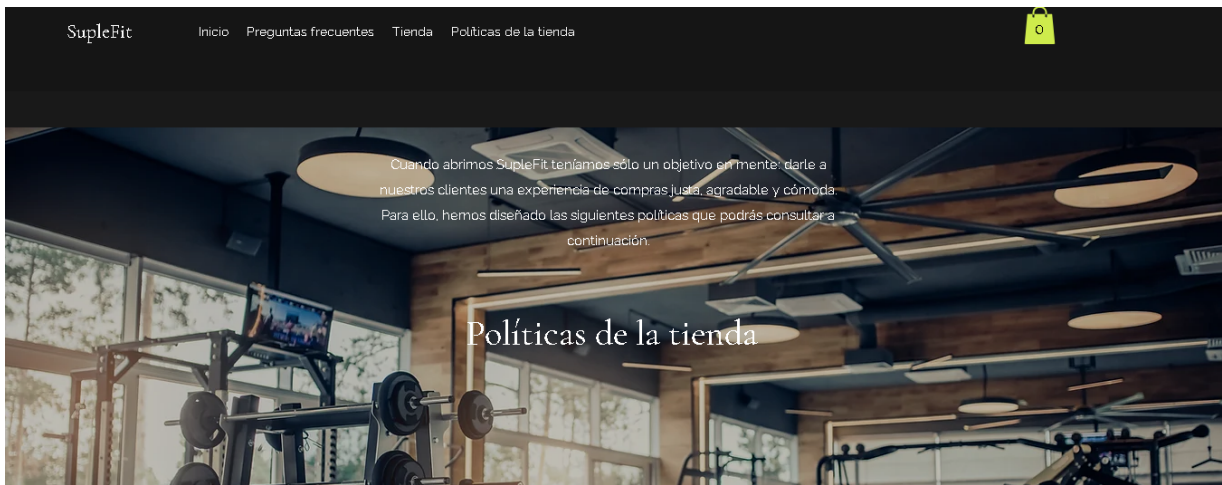 SupleFit
Inicio Preguntas frecuentes Tienda Políticas de la tienda
0
Cuando abrimos SupleFit teníamos sólo un objetivo en mente: darle a
nuestros clientes una experiencia de compras justa, agradable y cómoda.
Para ello, hemos diseñado las siguientes políticas que podrás consultar a
continuación.
Políticas de la tienda